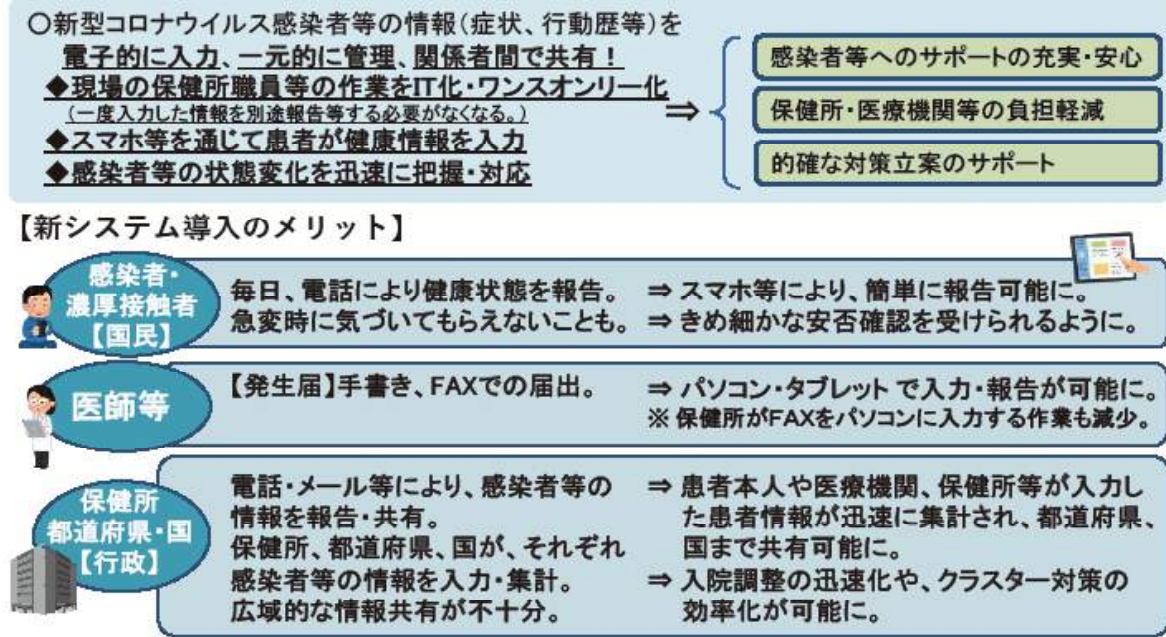 ○新型コロナウイルス感染者等の情報(症状、行動歴等)を
電子的に入力、一元的に管理、関係者間で共有!
◆現場の保健所職員等の作業をIT化・ワンスオンリー化
(一度入力した情報を別途報告等する必要がなくなる。)
◆スマホ等を通じて患者が健康情報を入力
◆感染者等の状態変化を迅速に把握・対応
⇒
感染者等へのサポートの充実・安心
保健所・医療機関等の負担軽減
的確な対策立案のサポート
【新システム導入のメリット】
感染者・
濃厚接触者
【国民】
毎日、電話により健康状態を報告。
急変時に気づいてもらえないことも。
⇒ スマホ等により、簡単に報告可能に。
⇒ きめ細かな安否確認を受けられるように。
医師等
【発生届】手書き、FAXでの届出。
⇒ パソコン・タブレット で入力・報告が可能に。
※ 保健所がFAXをパソコンに入力する作業も減少。
保健所
都道府県・国
【行政】
電話・メール等により、感染者等の
情報を報告・共有。
保健所、都道府県、国が、それぞれ
感染者等の情報を入力・集計。
広域的な情報共有が不十分。
⇒ 患者本人や医療機関、保健所等が入力し
た患者情報が迅速に集計され、都道府県、
国まで共有可能に。
⇒ 入院調整の迅速化や、クラスター対策の
効率化が可能に。